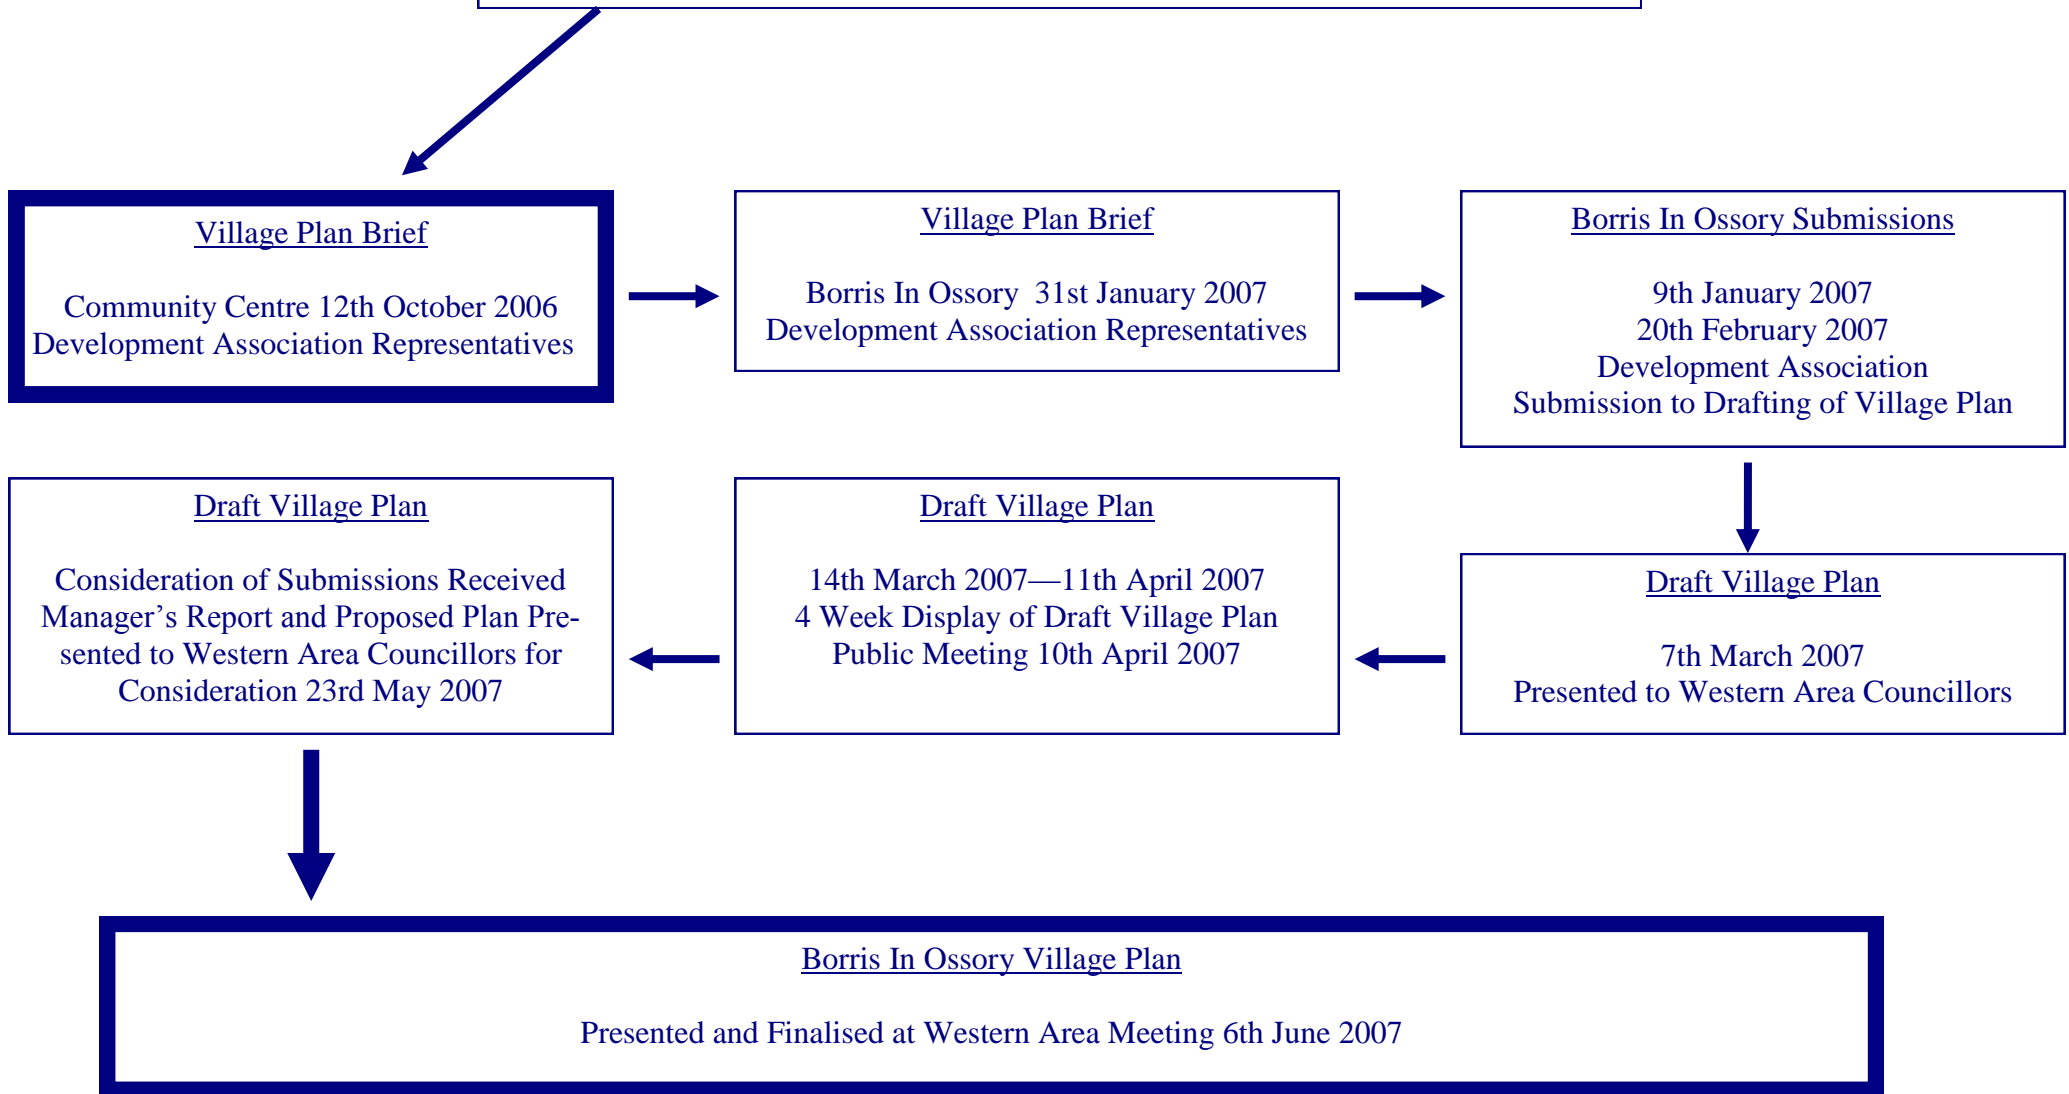 Village Plan Brief
Community Centre 12th October 2006
Development Association Representatives
Village Plan Brief
Borris In Ossory  31st January 2007
Development Association Representatives
Borris In Ossory Submissions
9th January 2007
20th February 2007
Development Association
Submission to Drafting of Village Plan
Draft Village Plan
7th March 2007
Presented to Western Area Councillors
Draft Village Plan
14th March 2007—11th April 2007
4 Week Display of Draft Village Plan
Public Meeting 10th April 2007
Draft Village Plan
Consideration of Submissions Received
Manager’s Report and Proposed Plan Pre-
sented to Western Area Councillors for
Consideration 23rd May 2007
Borris In Ossory Village Plan
Presented and Finalised at Western Area Meeting 6th June 2007